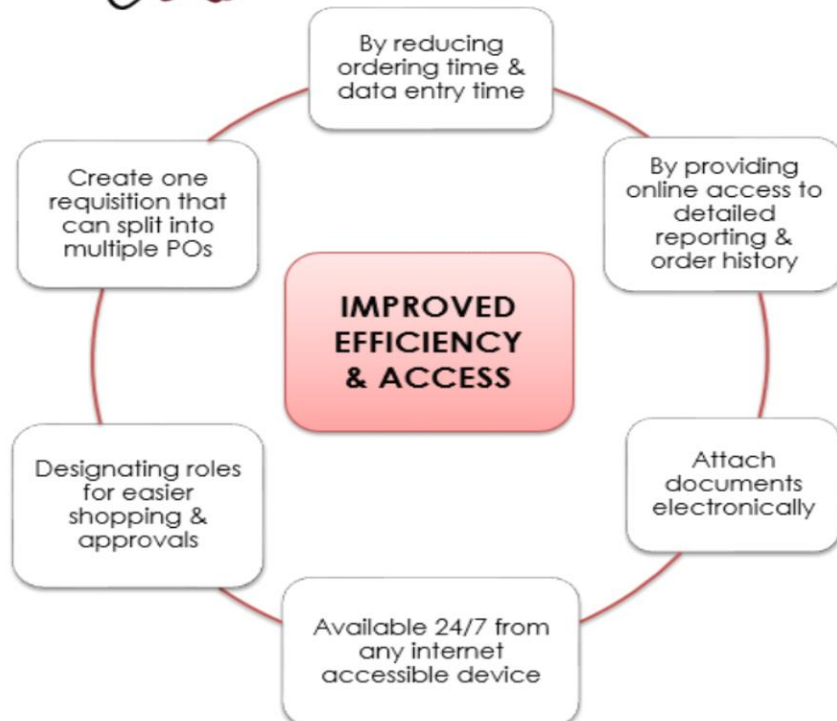 By reducing
ordering time &
data entry time
By providing
online access to
detailed
reporting &
order history
Attach
documents
electronically
Available 24/7 from
any internet
accessible device
Designating roles
for easier
shopping &
approvals
Create one
requisition that
can split into
multiple POs
IMPROVED
EFFICIENCY
& ACCESS